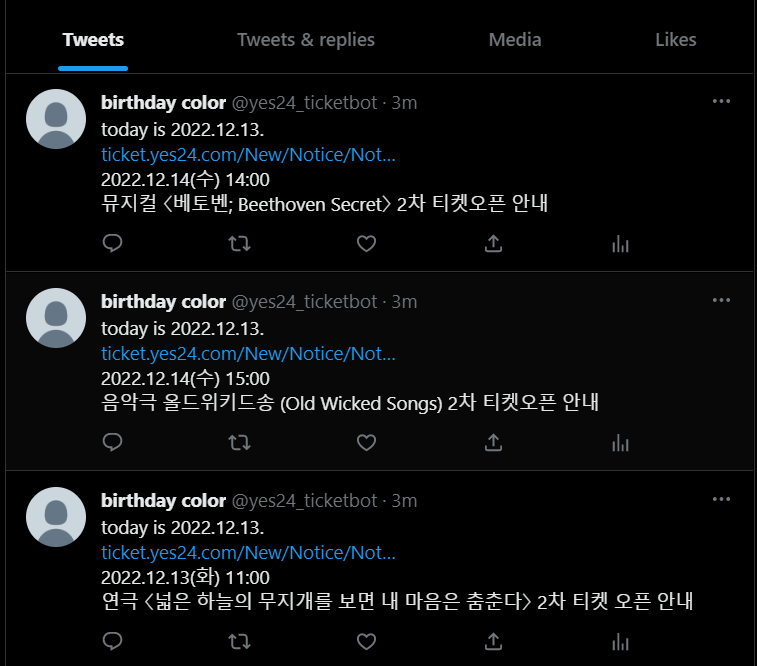 Tweets Tweets & replies Media Likes
birthday color @yes24_ticketbot · 3m
today is 2022.12.13.
ticket.yes24.com/New/Notice/Not...
2022.12.14(수) 14:00
뮤지컬 〈베토벤; Beethoven Secret〉 2차 티켓오픈 안내
birthday color @yes24_ticketbot · 3m
today is 2022.12.13.
ticket.yes24.com/New/Notice/Not...
2022.12.14(수) 15:00
음악극 올드위키드송 (Old Wicked Songs) 2차 티켓오픈 안내
birthday color @yes24_ticketbot · 3m
today is 2022.12.13.
ticket.yes24.com/New/Notice/Not...
2022.12.13(화) 11:00
연극 〈넓은 하늘의 무지개를 보면 내 마음은 춤춘다〉 2차 티켓 오픈 안내